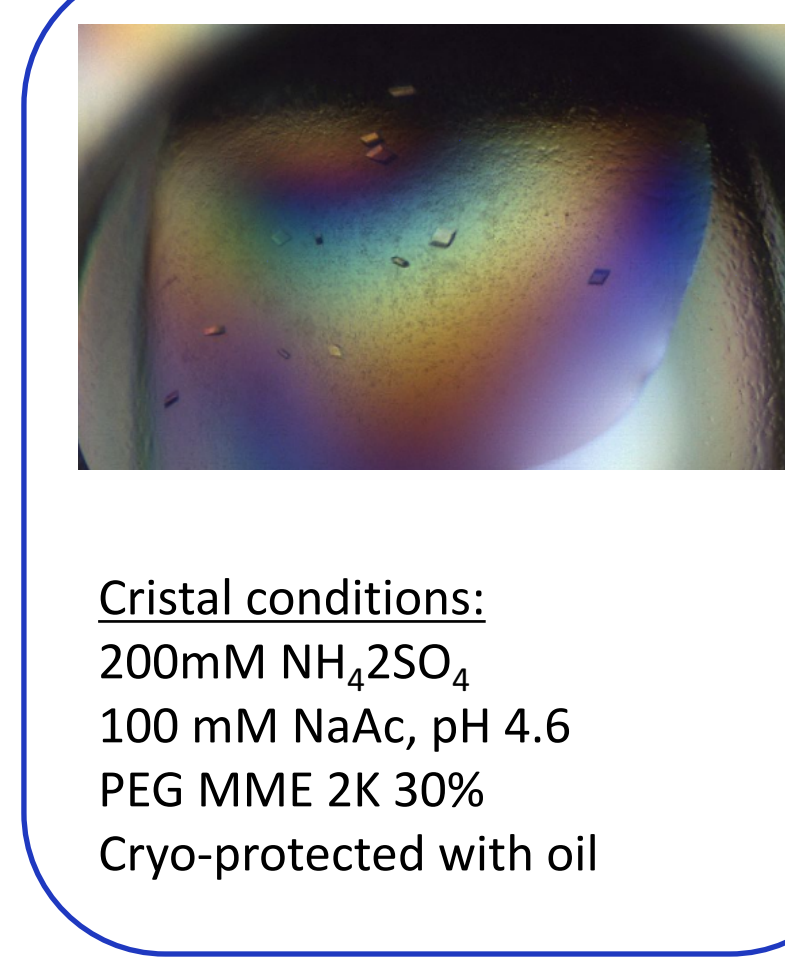 Cristal conditions:
200mM NH₄2SO₄
100 mM NaAc, pH 4.6
PEG MME 2K 30%
Cryo-protected with oil